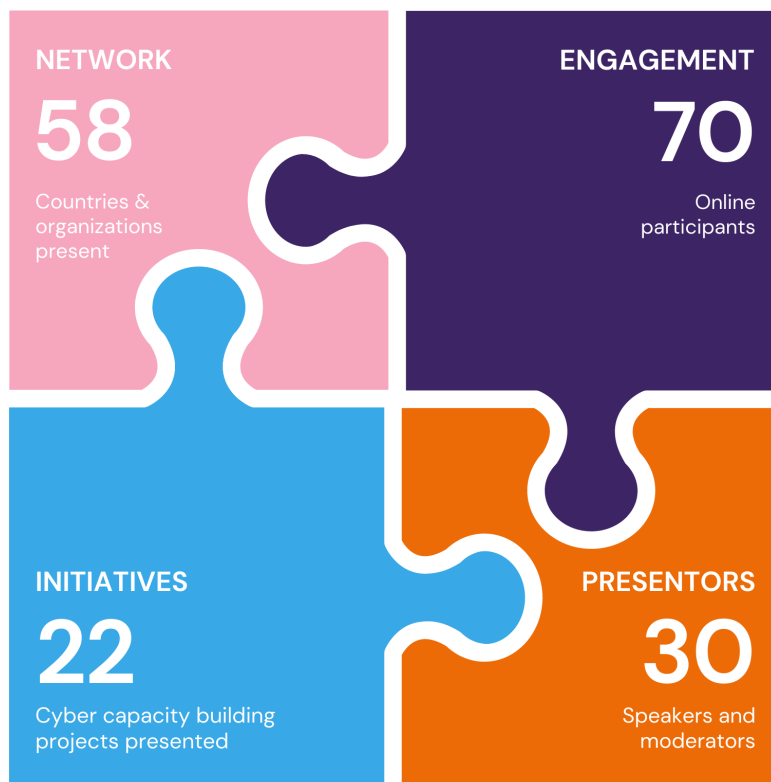 NETWORK
58
Countries &
organizations
present
ENGAGEMENT
70
Online
participants
INITIATIVES
22
Cyber capacity building
projects presented
PRESENTORS
30
Speakers and
moderators